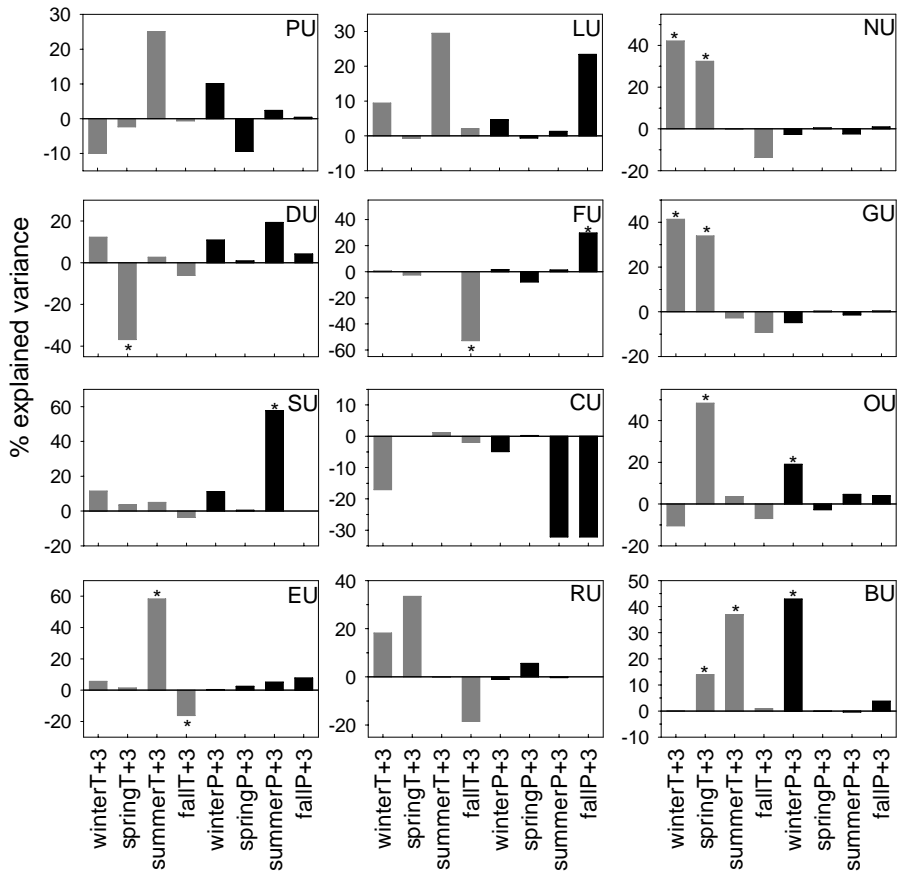 % explained variance
PU
30
20
10
0
-10
LU
30
20
10
0
-10
NU
*
*
40
20
0
-20
DU
20
0
-20
-40
*
FU
40
20
0
-20
-40
-60
*
*
GU
*
*
40
20
0
-20
SU
60
40
20
0
-20
*
CU
10
0
-10
-20
-30
OU
40
20
0
-20
*
*
EU
60
40
20
0
-20
*
*
RU
40
20
0
-20
BU
50
40
30
20
10
0
-10
*
*
*
winterT+3
springT+3
summerT+3
fallT+3
winterP+3
springP+3
summerP+3
fallP+3
winterT+3
springT+3
summerT+3
fallT+3
winterP+3
springP+3
summerP+3
fallP+3
winterT+3
springT+3
summerT+3
fallT+3
winterP+3
springP+3
summerP+3
fallP+3